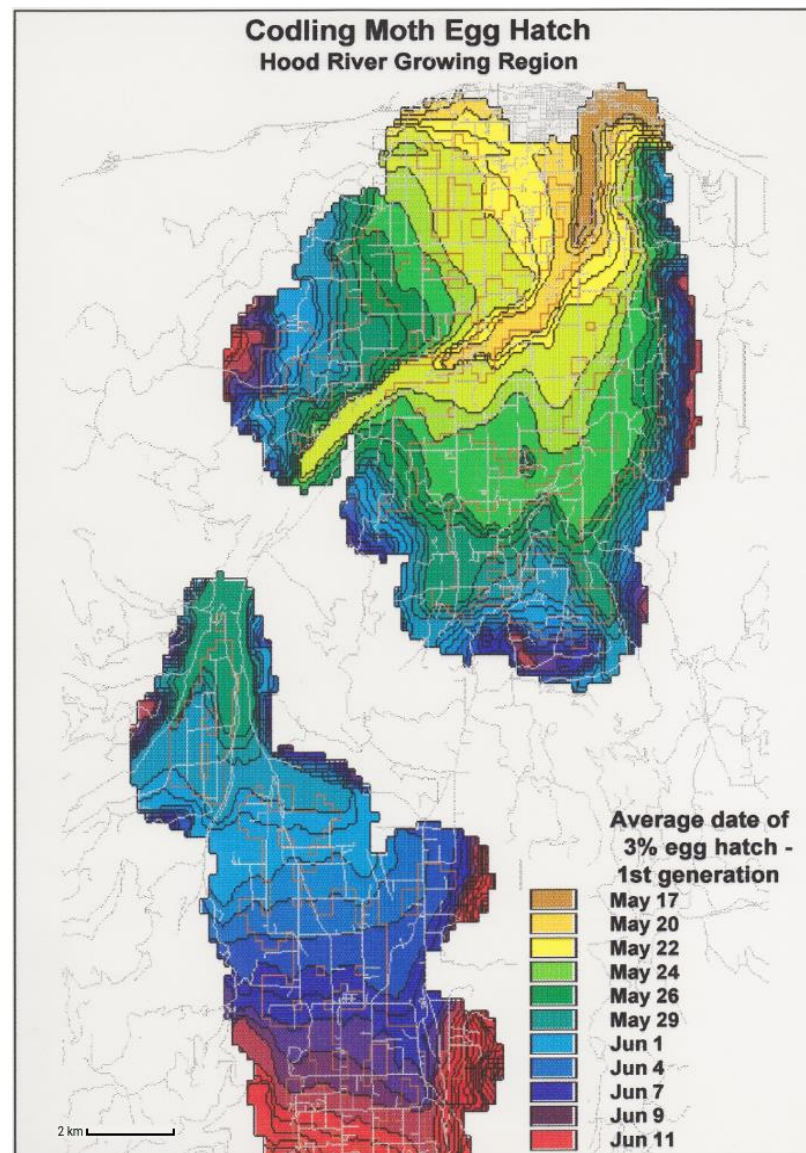 Codling Moth Egg Hatch
Hood River Growing Region
Average date of
3% egg hatch -
1st generation
May 17
May 20
May 22
May 24
May 26
May 29
Jun 1
Jun 4
Jun 7
Jun 9
Jun 11
2 km